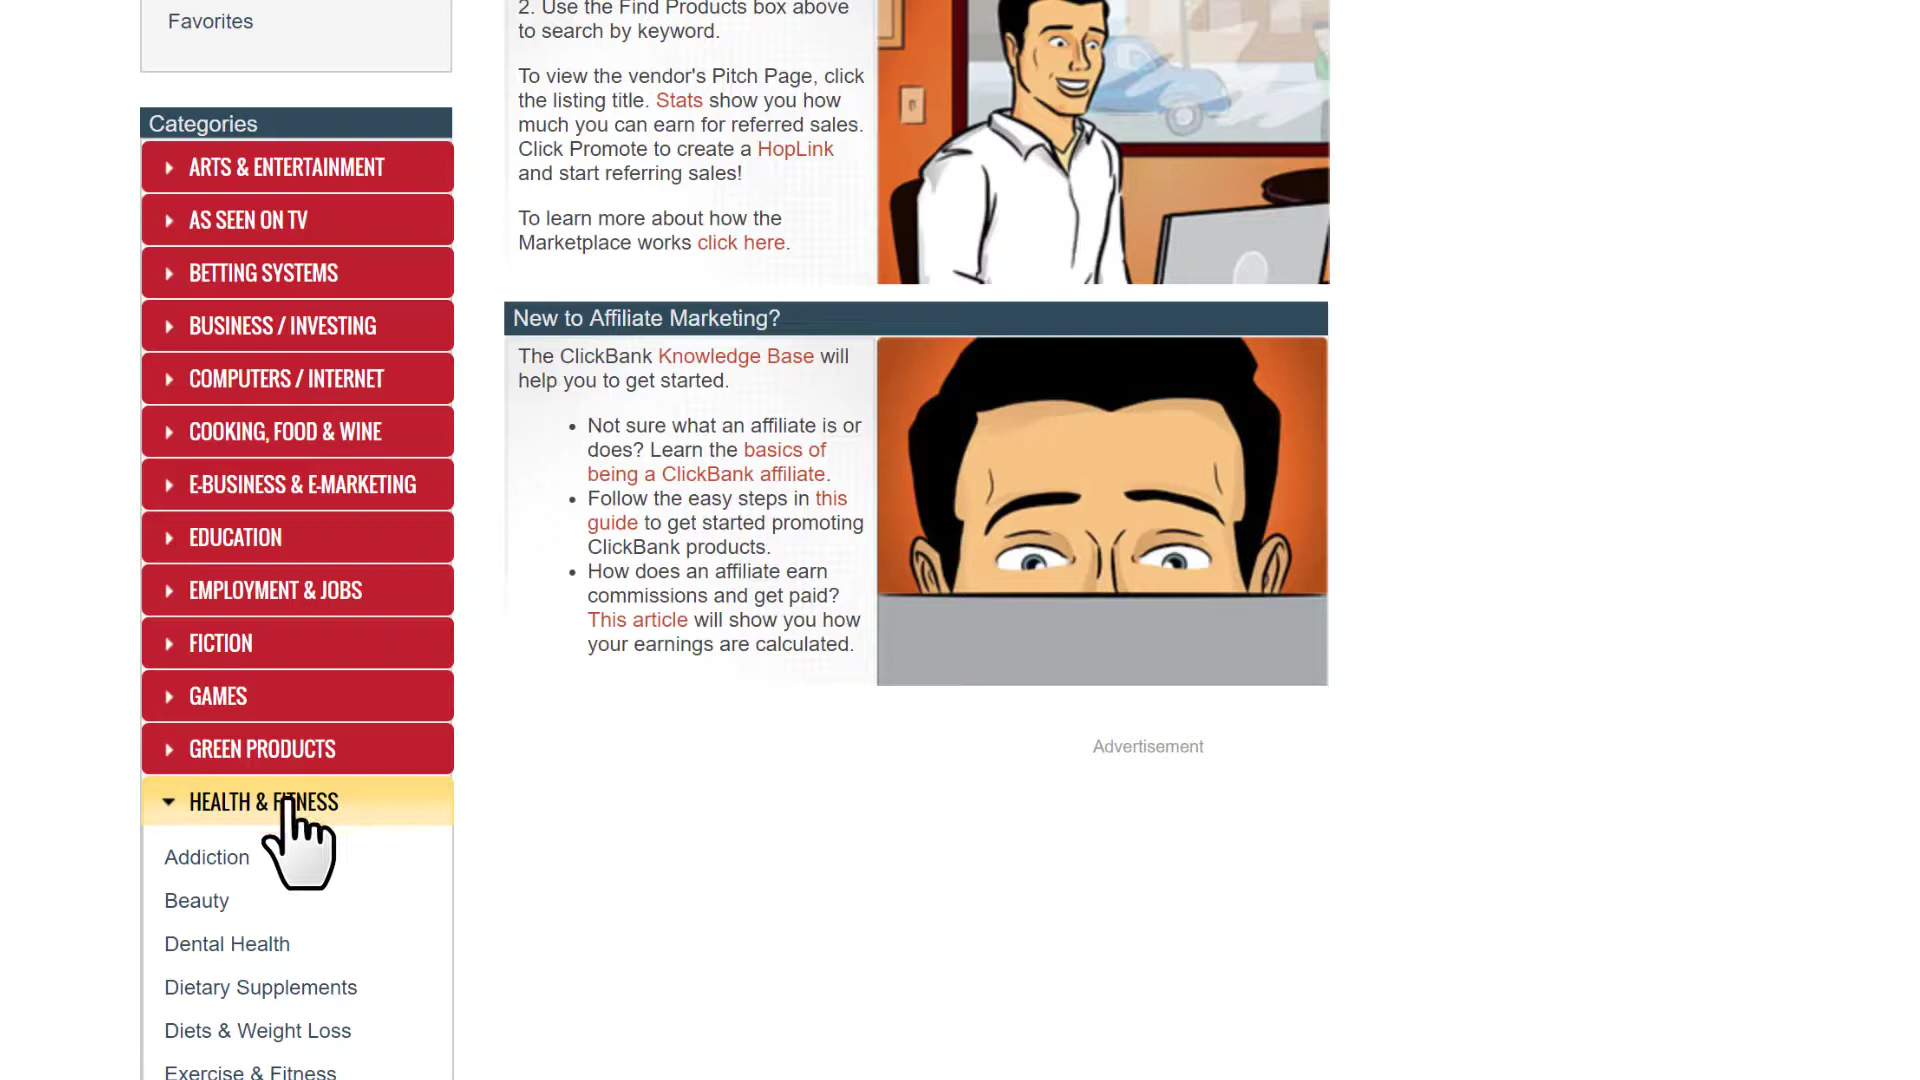 Favorites
Categories
ARTS & ENTERTAINMENT
AS SEEN ON TV
BETTING SYSTEMS
BUSINESS / INVESTING
COMPUTERS / INTERNET
COOKING, FOOD & WINE
E-BUSINESS & E-MARKETING
EDUCATION
EMPLOYMENT & JOBS
FICTION
GAMES
GREEN PRODUCTS
HEALTH & FITNESS
Addiction
Beauty
Dental Health
Dietary Supplements
Diets & Weight Loss
Exercise & Fitness
2. Use the Find Products box above
to search by keyword.
To view the vendor's Pitch Page, click
the listing title. Stats show you how
much you can earn for referred sales.
Click Promote to create a HopLink
and start referring sales!
To learn more about how the
Marketplace works click here.
New to Affiliate Marketing?
The ClickBank Knowledge Base will
help you to get started.
• Not sure what an affiliate is or
does? Learn the basics of
being a ClickBank affiliate.
• Follow the easy steps in this
guide to get started promoting
ClickBank products.
• How does an affiliate earn
commissions and get paid?
This article will show you how
your earnings are calculated.
Advertisement